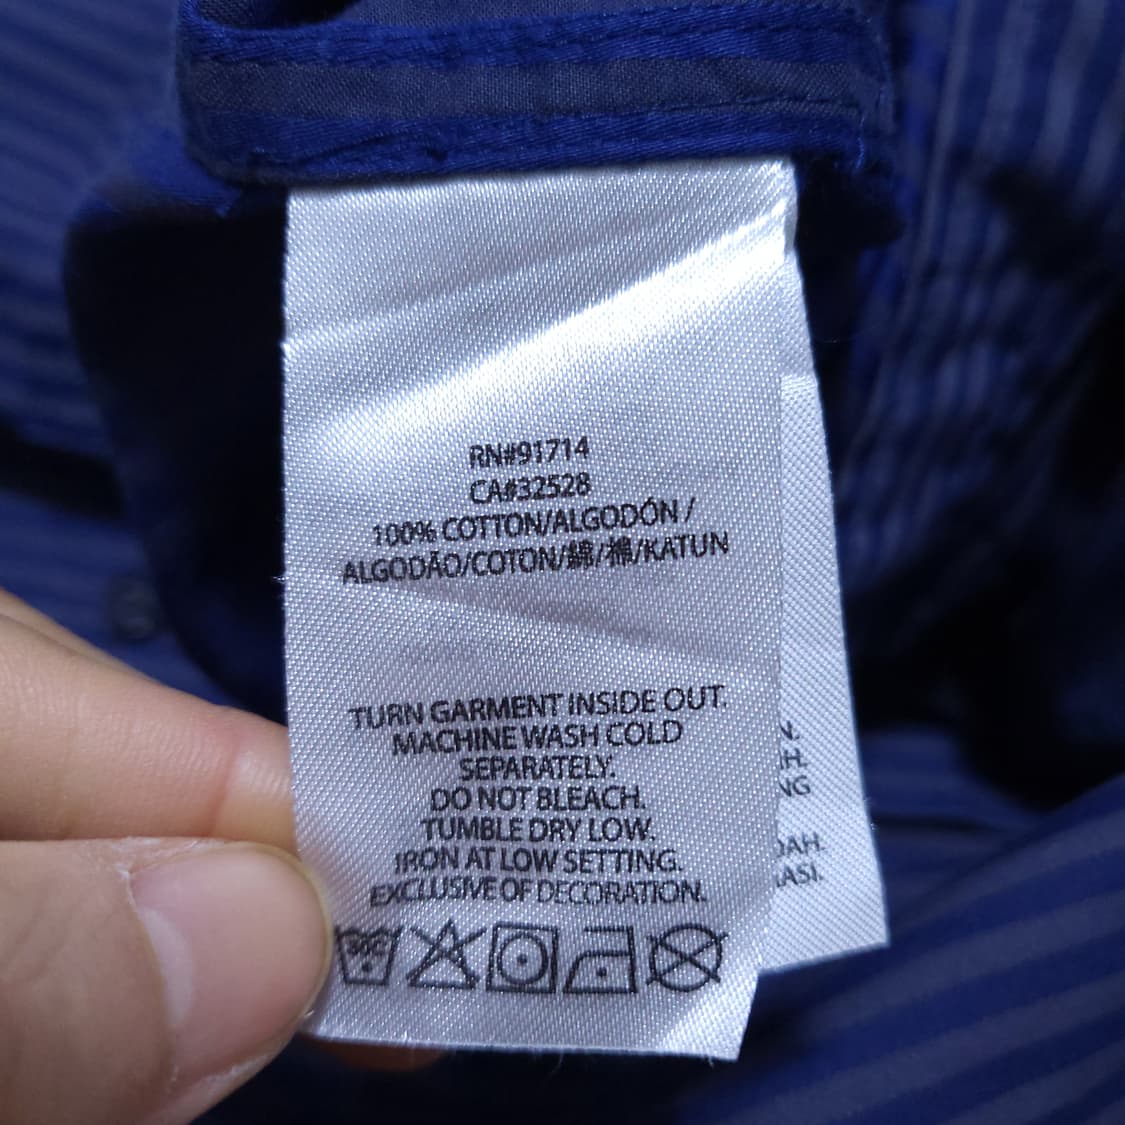 RN#91714
CA#32528
100% COTTON/ALGODÓN /
ALGODÃO/COTON/綿/棉/KATUN
TURN GARMENT INSIDE OUT.
MACHINE WASH COLD
SEPARATELY.
DO NOT BLEACH.
TUMBLE DRY LOW.
IRON AT LOW SETTING.
EXCLUSIVE OF DECORATION.